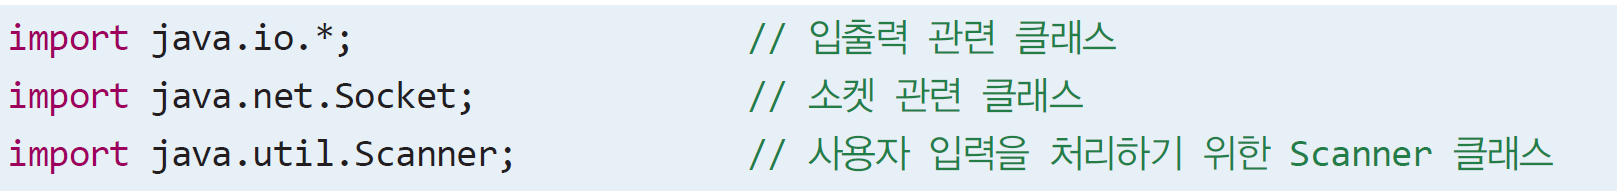 import java.io.*; // 입출력 관련 클래스
import java.net.Socket; // 소켓 관련 클래스
import java.util.Scanner; // 사용자 입력을 처리하기 위한 Scanner 클래스